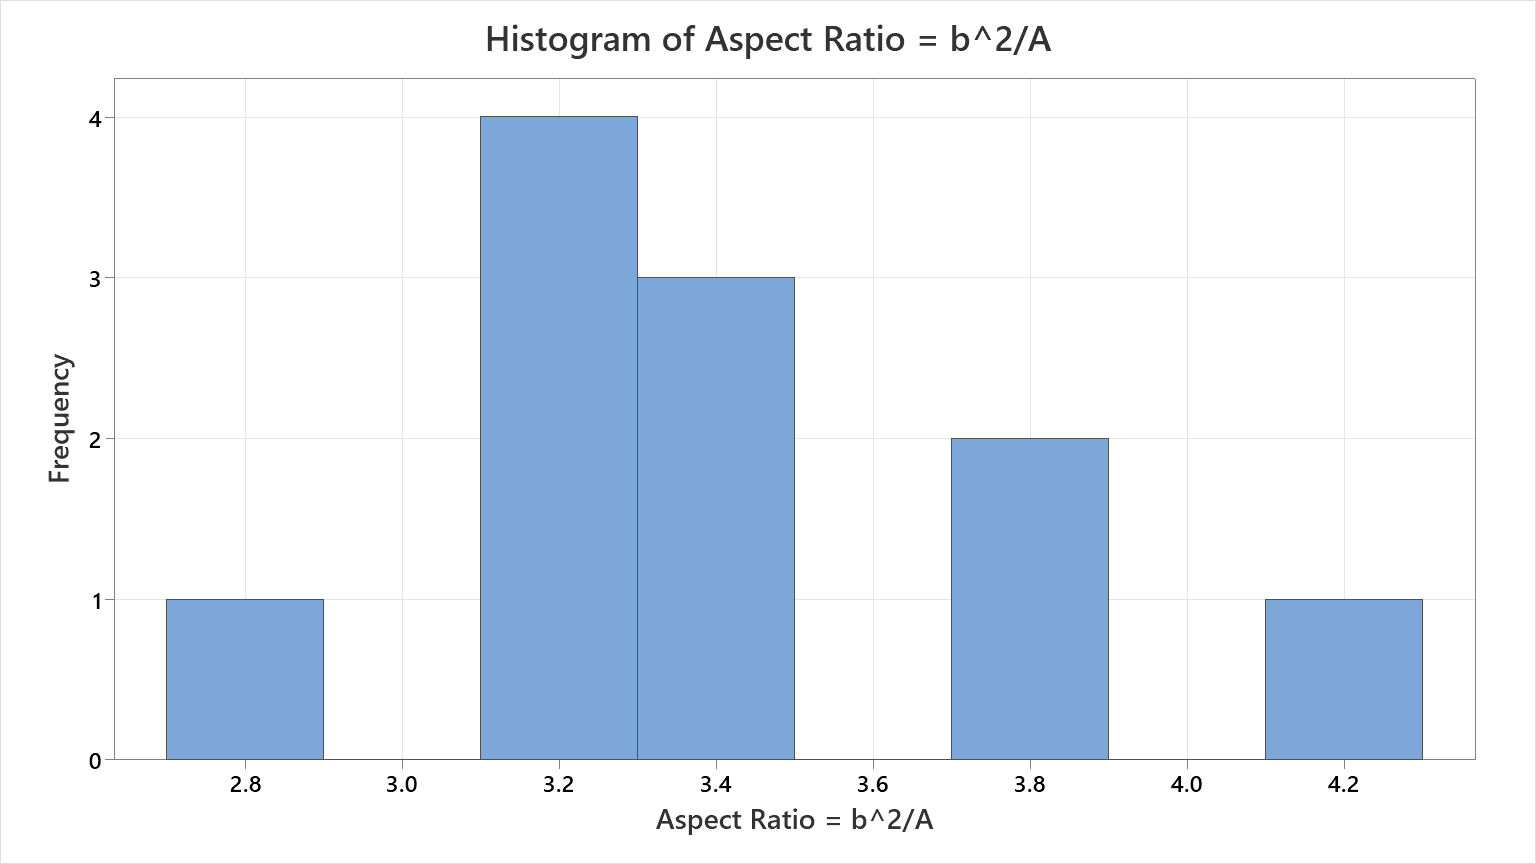 Histogram of Aspect Ratio = b^2/A
Frequency
4
3
2
1
0
2.8 3.0 3.2 3.4 3.6 3.8 4.0 4.2
Aspect Ratio = b^2/A